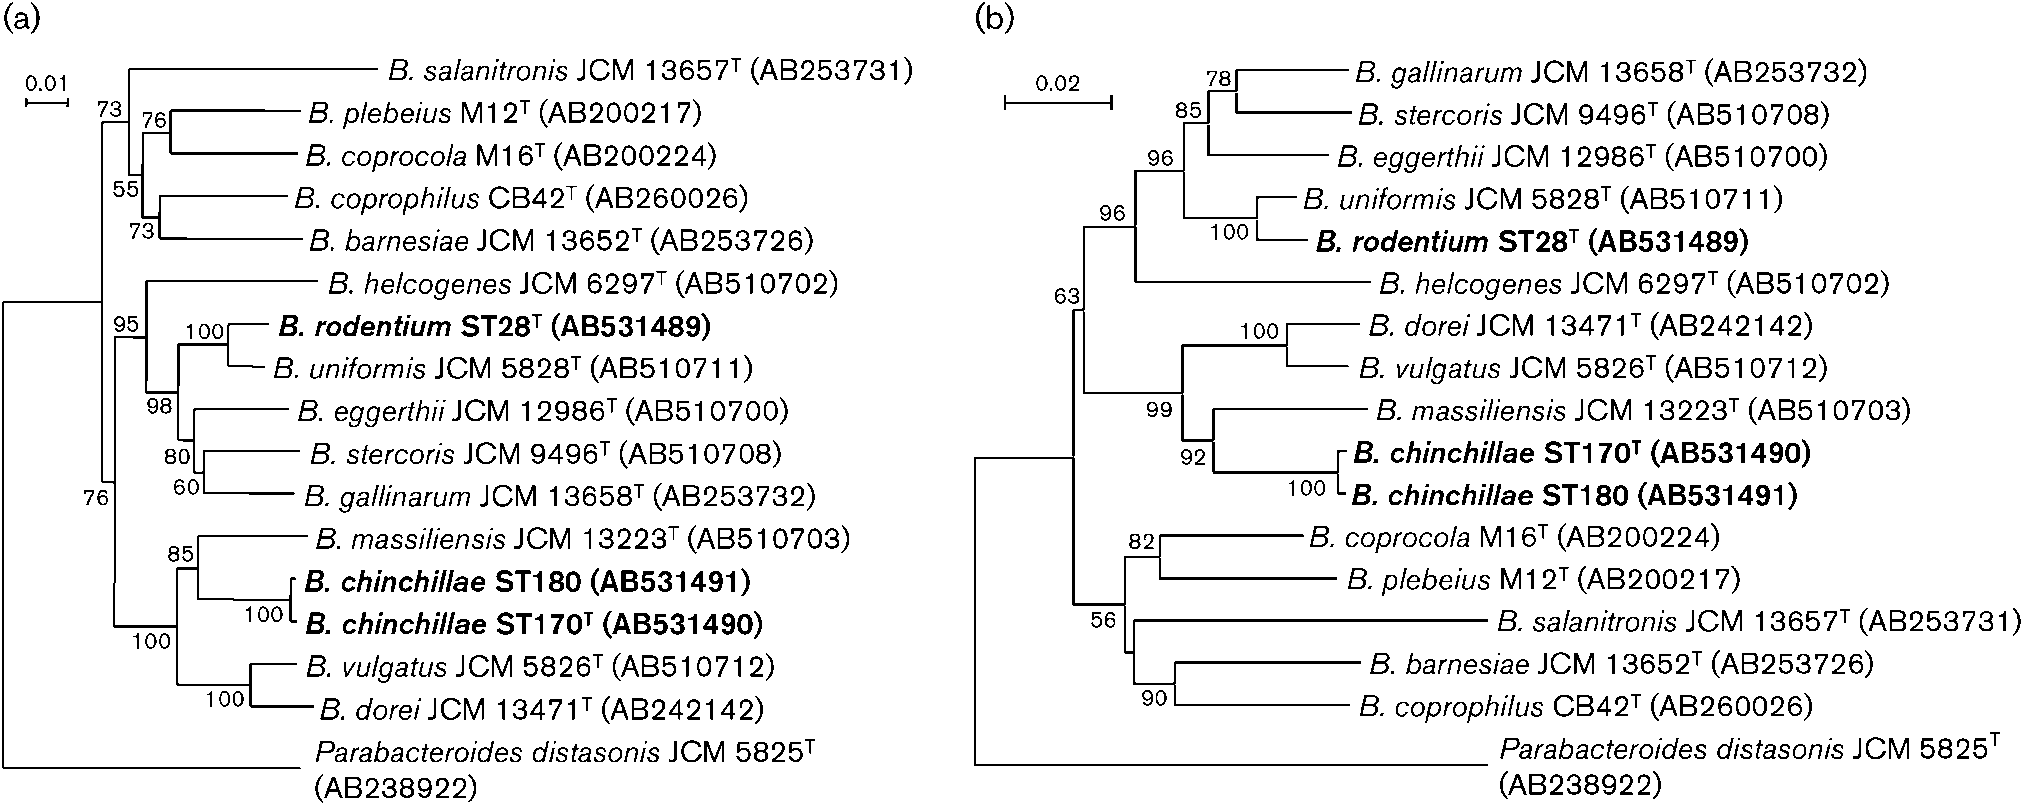 (a)
0.01
B. salanitronis JCM 13657ᵀ (AB253731)
73
B. plebeius M12ᵀ (AB200217)
76
B. coprocola M16ᵀ (AB200224)
55
B. coprophilus CB42ᵀ (AB260026)
73
B. barnesiae JCM 13652ᵀ (AB253726)
B. helcogenes JCM 6297ᵀ (AB510702)
95
100
B. rodentium ST28ᵀ (AB531489)
B. uniformis JCM 5828ᵀ (AB510711)
98
B. eggerthii JCM 12986ᵀ (AB510700)
80
B. stercoris JCM 9496ᵀ (AB510708)
60
B. gallinarum JCM 13658ᵀ (AB253732)
76
B. massiliensis JCM 13223ᵀ (AB510703)
85
B. chinchillae ST180 (AB531491)
100
B. chinchillae ST170ᵀ (AB531490)
100
B. vulgatus JCM 5826ᵀ (AB510712)
100
B. dorei JCM 13471ᵀ (AB242142)
Parabacteroides distasonis JCM 5825ᵀ
(AB238922)
(b)
0.02
78
B. gallinarum JCM 13658ᵀ (AB253732)
85
B. stercoris JCM 9496ᵀ (AB510708)
96
B. eggerthii JCM 12986ᵀ (AB510700)
B. uniformis JCM 5828ᵀ (AB510711)
96
100
B. rodentium ST28ᵀ (AB531489)
B. helcogenes JCM 6297ᵀ (AB510702)
63
100
B. dorei JCM 13471ᵀ (AB242142)
B. vulgatus JCM 5826ᵀ (AB510712)
99
B. massiliensis JCM 13223ᵀ (AB510703)
92
B. chinchillae ST170ᵀ (AB531490)
100
B. chinchillae ST180 (AB531491)
82
B. coprocola M16ᵀ (AB200224)
B. plebeius M12ᵀ (AB200217)
56
B. salanitronis JCM 13657ᵀ (AB253731)
B. barnesiae JCM 13652ᵀ (AB253726)
90
B. coprophilus CB42ᵀ (AB260026)
Parabacteroides distasonis JCM 5825ᵀ
(AB238922)